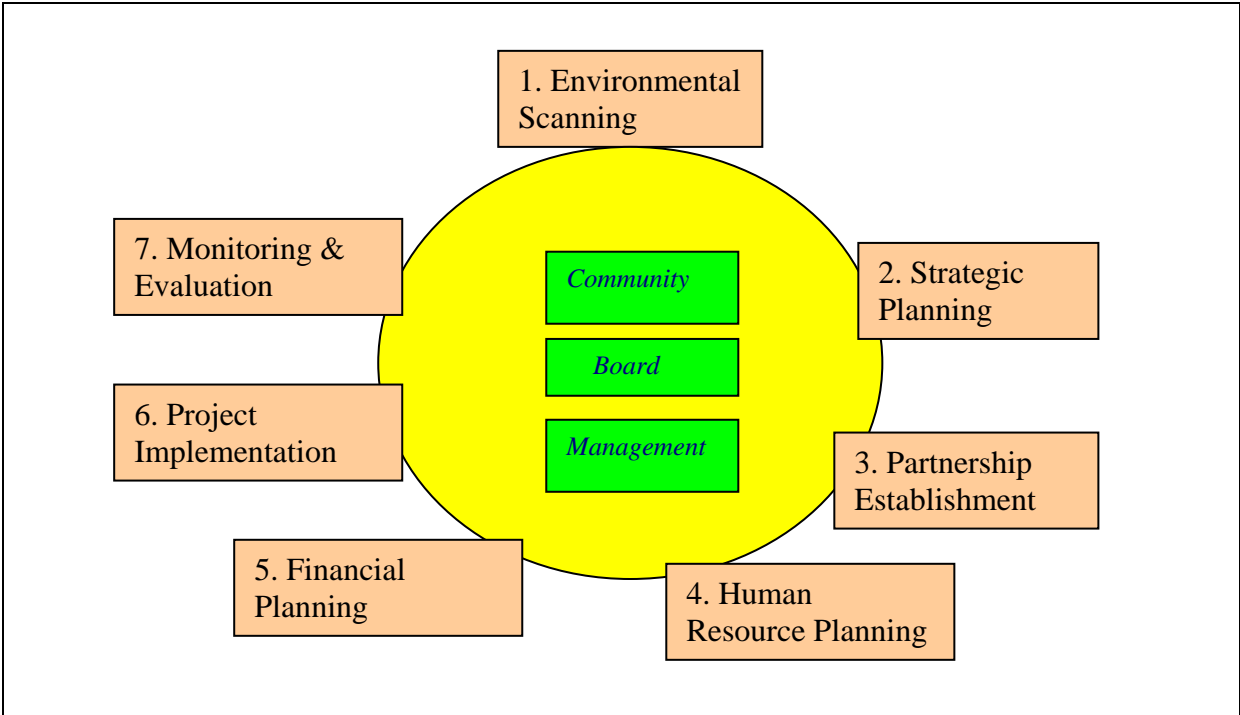 1. Environmental
Scanning
2. Strategic
Planning
3. Partnership
Establishment
4. Human
Resource Planning
5. Financial
Planning
6. Project
Implementation
7. Monitoring &
Evaluation
Community
Board
Management